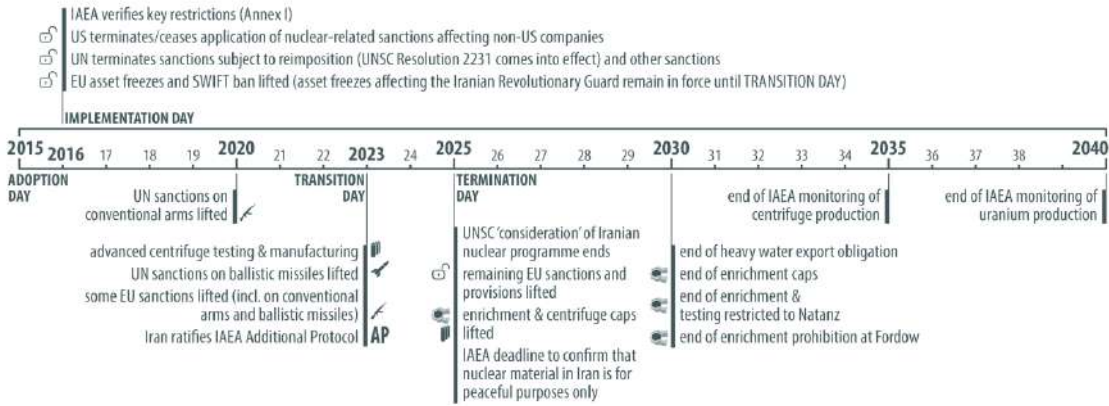 IAEA verifies key restrictions (Annex I)
US terminates/ceases application of nuclear-related sanctions affecting non-US companies
UN terminates sanctions subject to reimposition (UNSC Resolution 2231 comes into effect) and other sanctions
EU asset freezes and SWIFT ban lifted (asset freezes affecting the Iranian Revolutionary Guard remain in force until TRANSITION DAY)
IMPLEMENTATION DAY
2015 2016 17 18 19 2020 21 22 2023 24 2025 26 27 28 29 2030 31 32 33 34 2035 36 37 38 2040
ADOPTION
DAY
UN sanctions on
conventional arms lifted
TRANSITION
DAY
advanced centrifuge testing & manufacturing
UN sanctions on ballistic missiles lifted
some EU sanctions lifted (incl. on conventional
arms and ballistic missiles)
Iran ratifies IAEA Additional Protocol AP
TERMINATION
DAY
UNSC 'consideration' of Iranian
nuclear programme ends
remaining EU sanctions and
provisions lifted
enrichment & centrifuge caps
lifted
IAEA deadline to confirm that
nuclear material in Iran is for
peaceful purposes only
end of heavy water export obligation
end of enrichment caps
end of enrichment &
testing restricted to Natanz
end of enrichment prohibition at Fordow
end of IAEA monitoring of
centrifuge production
end of IAEA monitoring of
uranium production